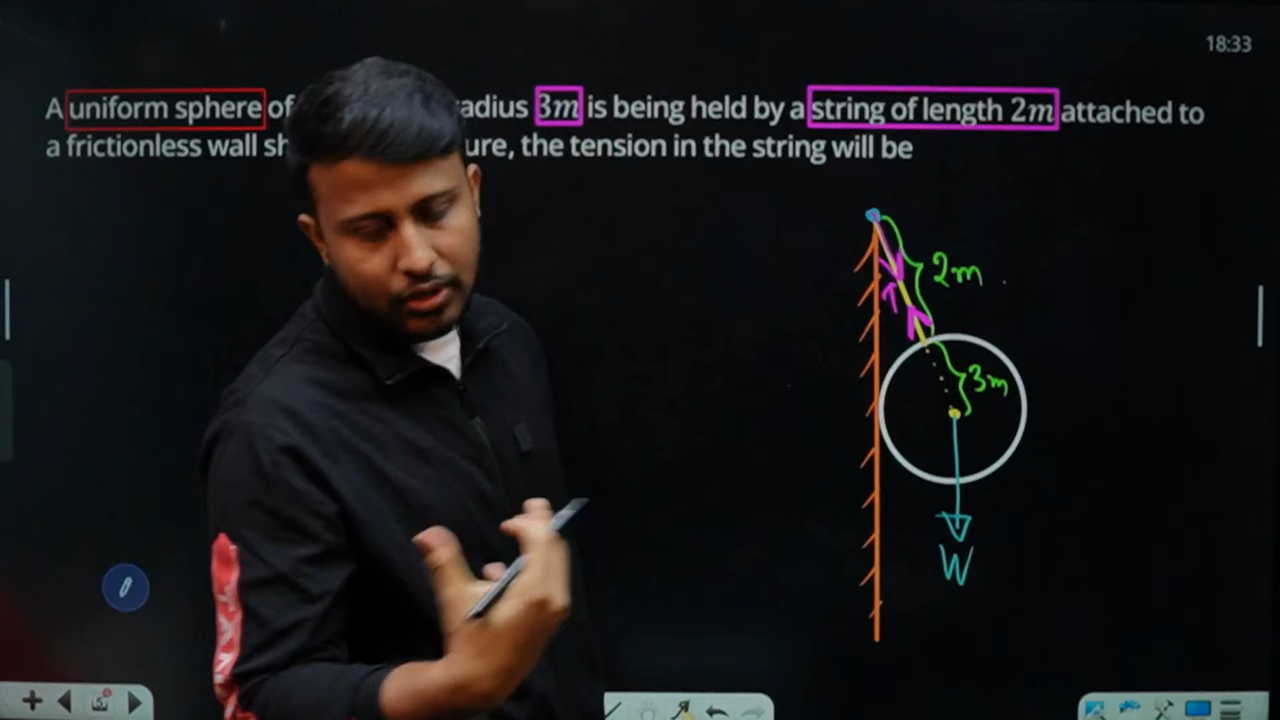 18:33
A uniform sphere of radius 3m is being held by a string of length 2m attached to
a frictionless wall ure, the tension in the string will be
2m
T
3m
W